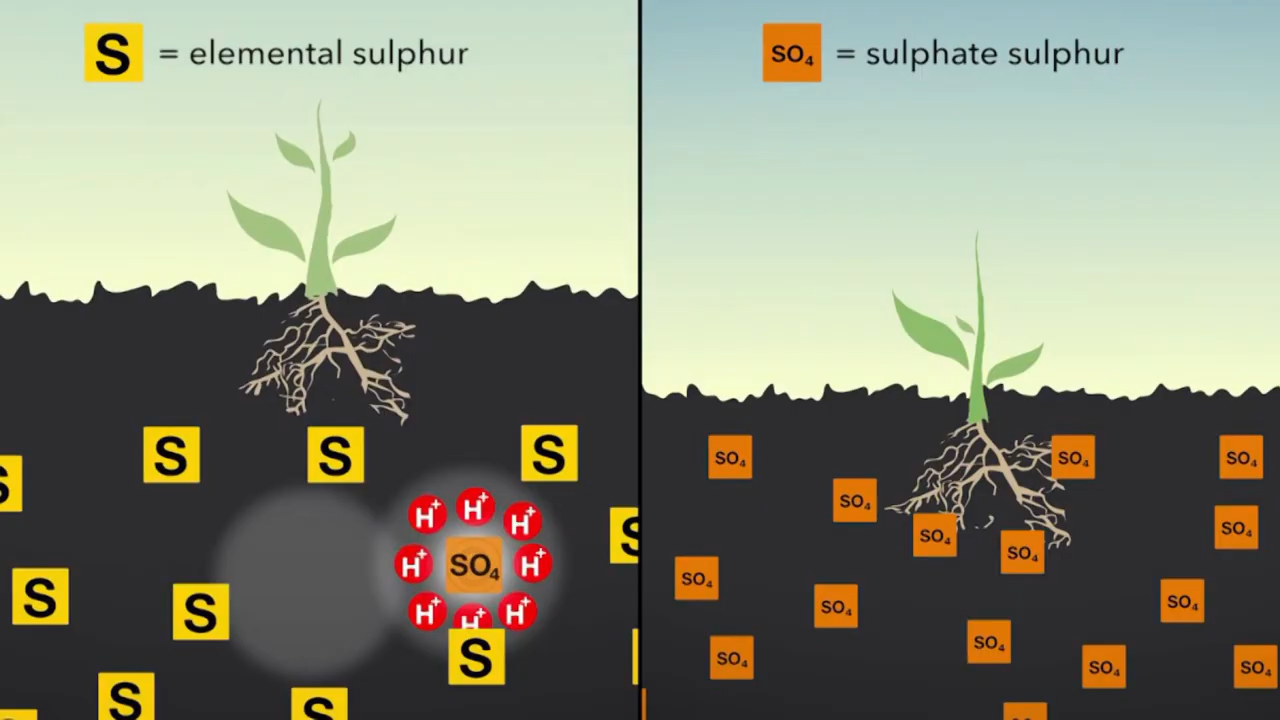 S = elemental sulphur
SO₄ = sulphate sulphur
S S S S
H⁺ H⁺ H⁺
H⁺ SO₄ H⁺
H⁺ H⁺ H⁺
S S S
S
S S
SO₄ SO₄ SO₄
SO₄ SO₄ SO₄
SO₄ SO₄
SO₄ SO₄
SO₄ SO₄ SO₄ SO₄
SO₄